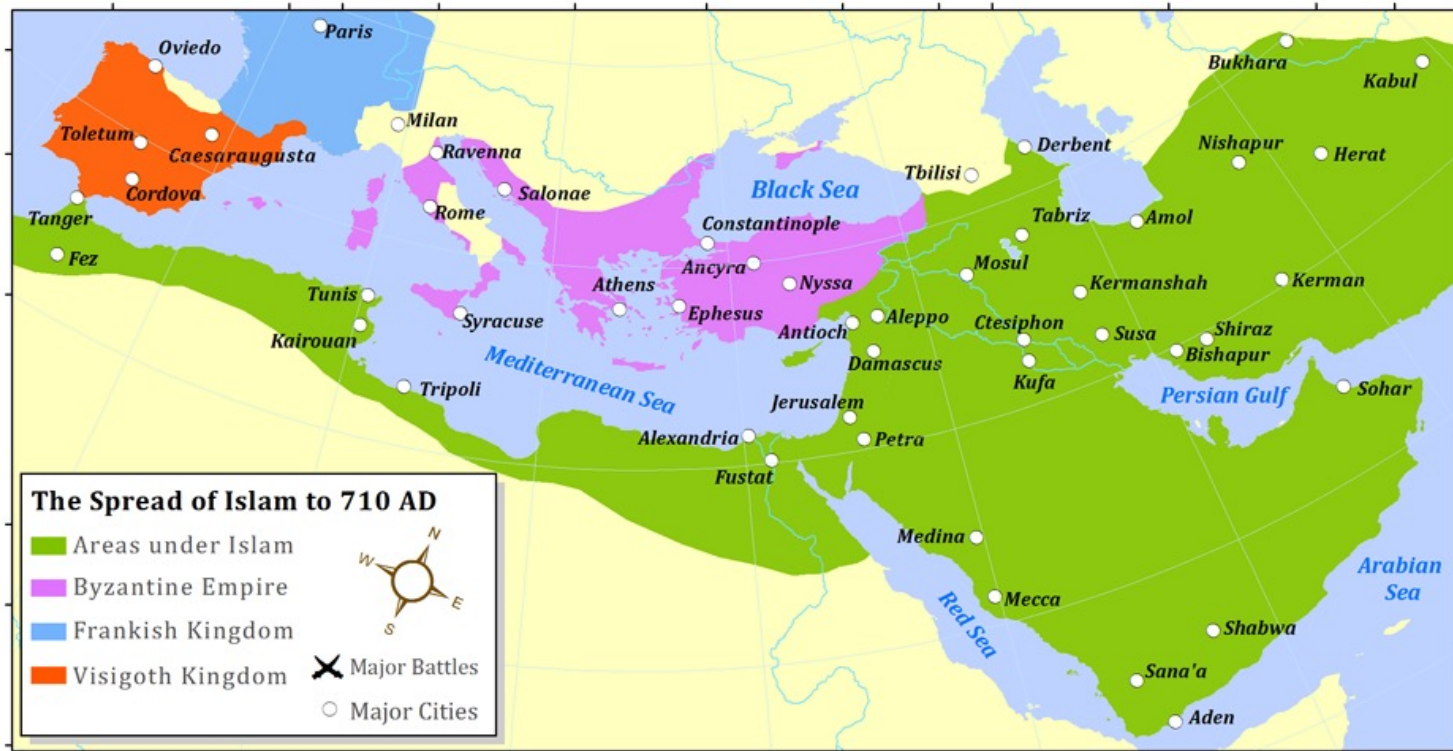 Paris
Oviedo
Bukhara
Kabul
Milan
Toletum
Caesaraugusta
Ravenna
Derbent
Nishapur
Herat
Tbilisi
Cordova
Salonae
Black Sea
Tanger
Rome
Constantinople
Tabriz
Amol
Fez
Ancyra
Mosul
Nyssa
Kermanshah
Kerman
Tunis
Athens
Ephesus
Syracuse
Kairouan
Antioch
Aleppo
Ctesiphon
Susa
Shiraz
Bishapur
Damascus
Kufa
Mediterranean Sea
Tripoli
Persian Gulf
Sohar
Jerusalem
Alexandria
Petra
Fustat
The Spread of Islam to 710 AD
Areas under Islam
Byzantine Empire
Frankish Kingdom
Visigoth Kingdom
N
W
E
S
Major Battles
Major Cities
Medina
Mecca
Red Sea
Arabian
Sea
Shabwa
Sana'a
Aden